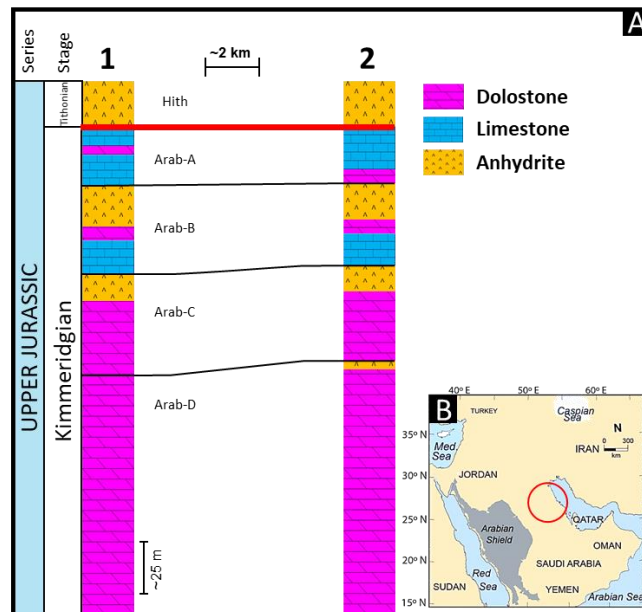 A
Series
Stage
1
~2 km
2
Tithonian
Hith
Dolostone
Limestone
Anhydrite
Arab-A
Arab-B
Arab-C
Arab-D
UPPER JURASSIC
Kimmeridgian
~25 m
B
40° E
50° E
60° E
TURKEY
Caspian
Sea
35° N
N
0 300
km
Med.
Sea
IRAN
JORDAN
30° N
25° N
QATAR
Arabian
Shield
OMAN
20° N
SAUDI ARABIA
Red
Sea
SUDAN
YEMEN
Arabian Sea
15° N